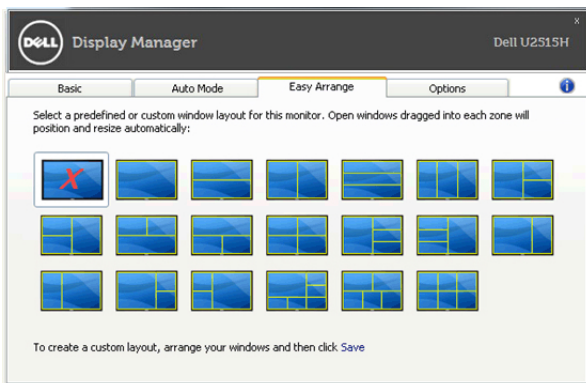 x
DELL Display Manager Dell U2515H
Basic Auto Mode Easy Arrange Options i
Select a predefined or custom window layout for this monitor. Open windows dragged into each zone will
position and resize automatically:
X
To create a custom layout, arrange your windows and then click Save